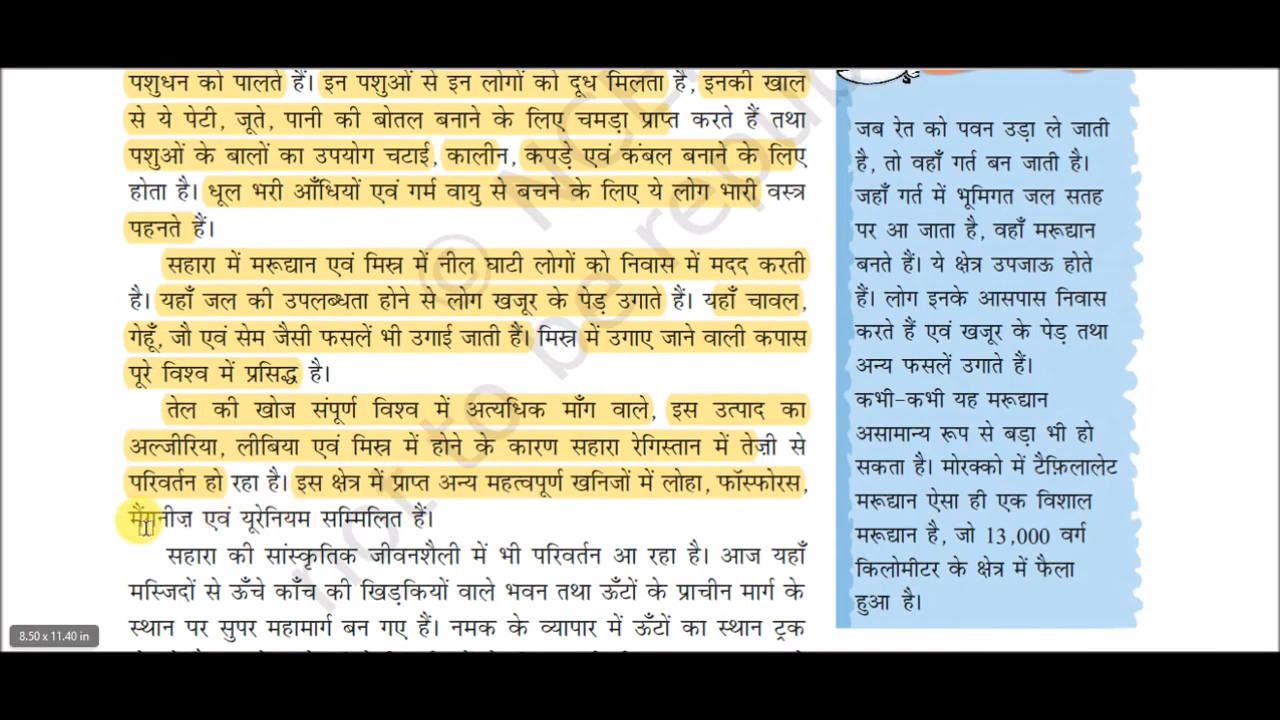 पशुधन को पालते हैं। इन पशुओं से इन लोगों को दूध मिलता है, इनकी खाल
से ये पेटी, जूते, पानी की बोतल बनाने के लिए चमड़ा प्राप्त करते हैं तथा
पशुओं के बालों का उपयोग चटाई, कालीन, कपड़े एवं कंबल बनाने के लिए
होता है। धूल भरी आँधियों एवं गर्म वायु से बचने के लिए ये लोग भारी वस्त्र
पहनते हैं।
सहारा में मरूद्यान एवं मिस्र में नील घाटी लोगों को निवास में मदद करती
है। यहाँ जल की उपलब्धता होने से लोग खजूर के पेड़ उगाते हैं। यहाँ चावल,
गेहूँ, जौ एवं सेम जैसी फसलें भी उगाई जाती हैं। मिस्र में उगाए जाने वाली कपास
पूरे विश्व में प्रसिद्ध है।
तेल की खोज संपूर्ण विश्व में अत्यधिक माँग वाले, इस उत्पाद का
अल्जीरिया, लीबिया एवं मिस्र में होने के कारण सहारा रेगिस्तान में तेज़ी से
परिवर्तन हो रहा है। इस क्षेत्र में प्राप्त अन्य महत्वपूर्ण खनिजों में लोहा, फॉस्फोरस,
मैंगनीज़ एवं यूरेनियम सम्मिलित हैं।
सहारा की सांस्कृतिक जीवनशैली में भी परिवर्तन आ रहा है। आज यहाँ
मस्जिदों से ऊँचे काँच की खिड़कियों वाले भवन तथा ऊँटों के प्राचीन मार्ग के
स्थान पर सुपर महामार्ग बन गए हैं। नमक के व्यापार में ऊँटों का स्थान ट्रक
जब रेत को पवन उड़ा ले जाती
है, तो वहाँ गर्त बन जाती है।
जहाँ गर्त में भूमिगत जल सतह
पर आ जाता है, वहाँ मरूद्यान
बनते हैं। ये क्षेत्र उपजाऊ होते
हैं। लोग इनके आसपास निवास
करते हैं एवं खजूर के पेड़ तथा
अन्य फसलें उगाते हैं।
कभी-कभी यह मरूद्यान
असामान्य रूप से बड़ा भी हो
सकता है। मोरक्को में टैफ़िलालेट
मरूद्यान ऐसा ही एक विशाल
मरूद्यान है, जो 13,000 वर्ग
किलोमीटर के क्षेत्र में फैला
हुआ है।
© NCE
not to be repu
8.50 x 11.40 in